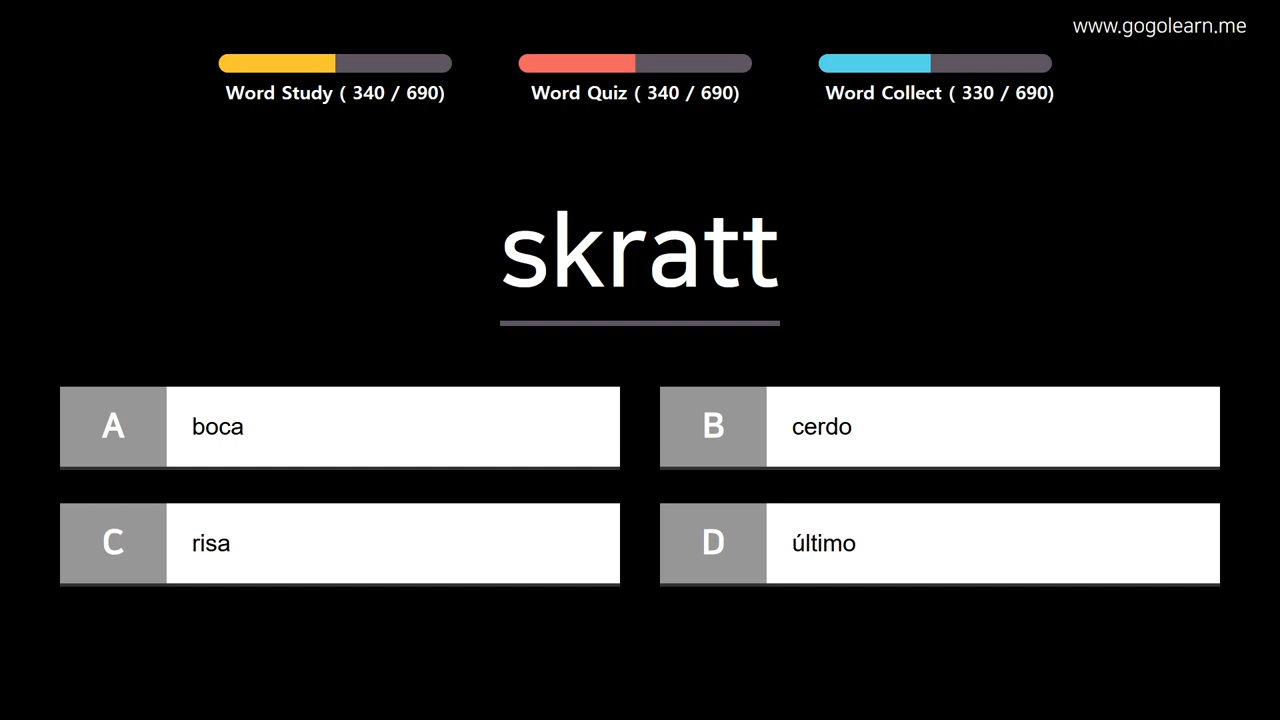 www.gogolearn.me
Word Study ( 340 / 690)
Word Quiz ( 340 / 690)
Word Collect ( 330 / 690)
skratt
A boca
B cerdo
C risa
D último